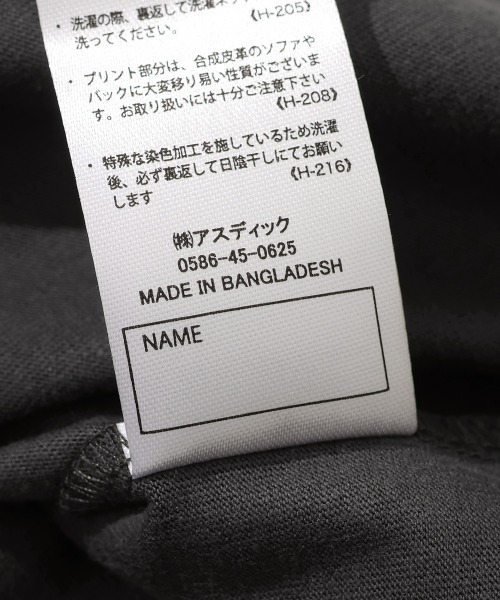 ・洗濯の際、裏返して洗濯ネット
洗ってください。 《H-205》
・プリント部分は、合成皮革のソファや
バックに大変移り易い性質がございま
す。お取り扱いには十分ご注意下さい
《H-208》
・特殊な染色加工を施しているため洗濯
後、必ず裏返して日陰干しにてお願い
します 《H-216》
㈱アスディック
0586-45-0625
MADE IN BANGLADESH
NAME